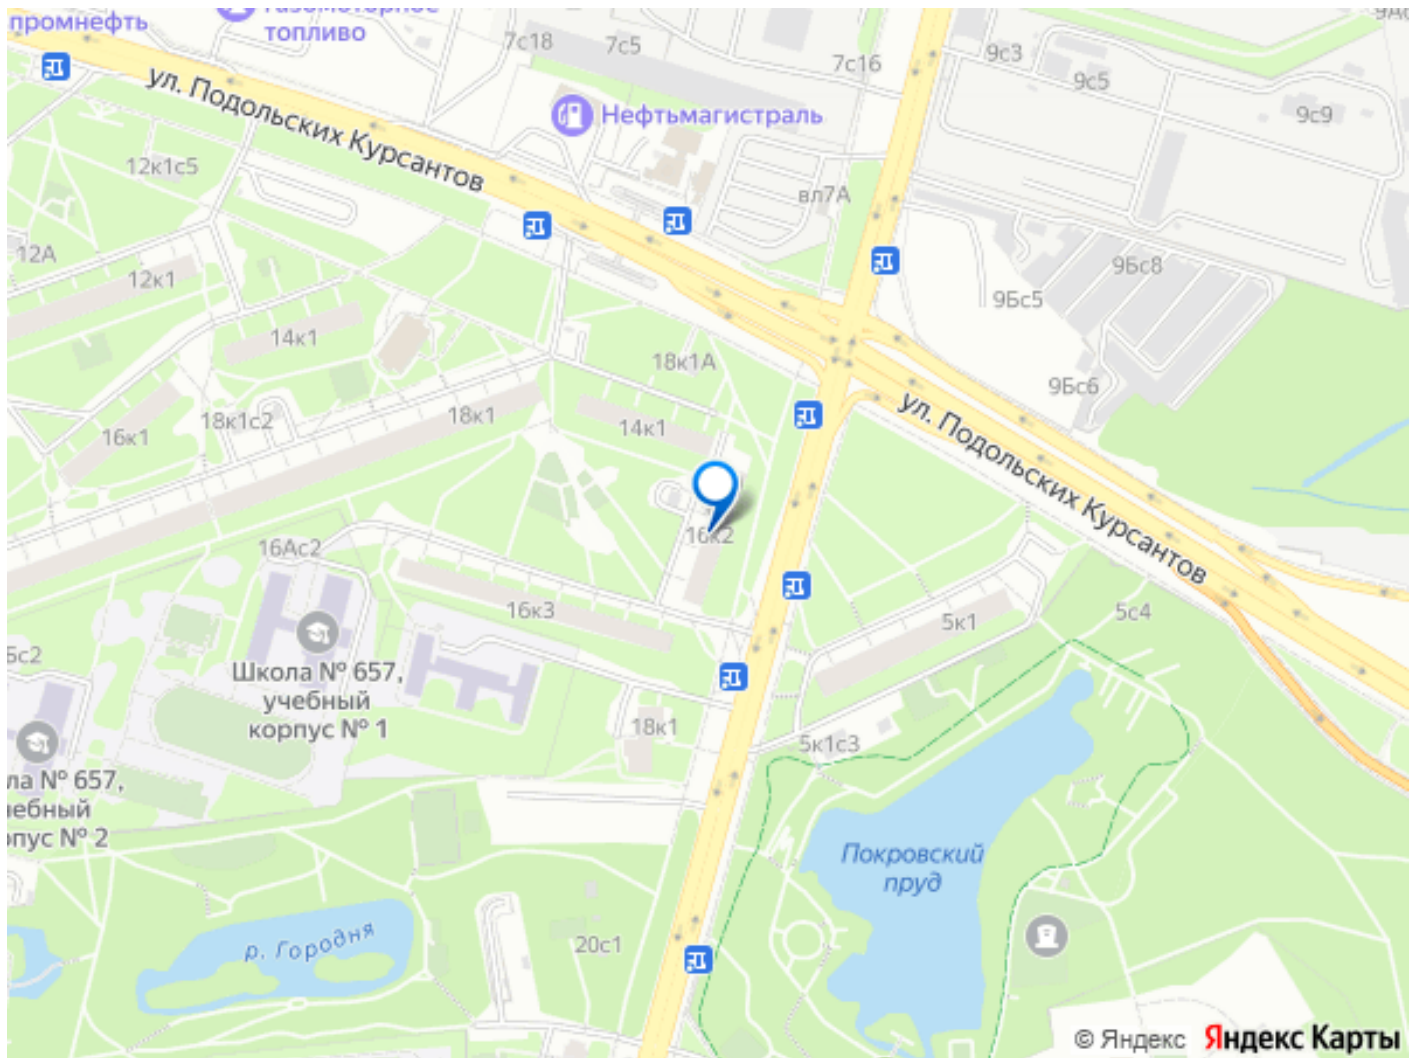 промнефть
Газомоторное
топливо
7с18
7с5
7с16
9с3
9с5
9с9
ул. Подольских Курсантов
Нефтьмагистраль
12к1с5
вл7А
12А
12к1
9Бс8
9Бс5
14к1
18к1А
9Бс6
18к1с2
18к1
16к1
14к1
ул. Подольских Курсантов
16к2
16Ас2
16к3
5к1
5с4
5с2
Школа № 657,
учебный
корпус № 1
18к1
5к1с3
ла № 657,
чебный
рпус № 2
Покровский
пруд
р. Городня
20с1
© Яндекс Яндекс Карты